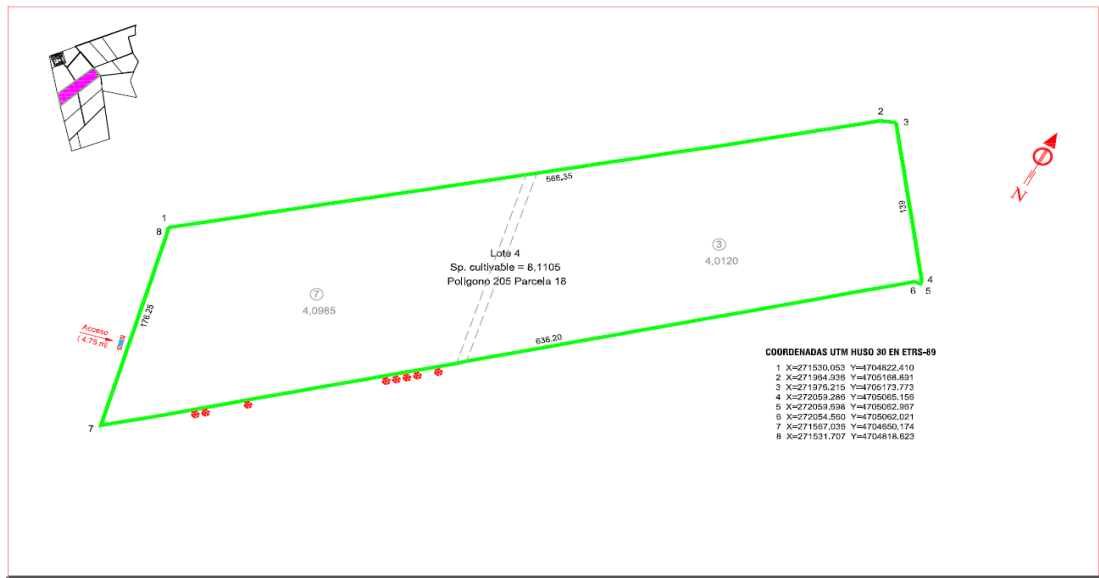 1
8
2
3
568.35
139
176.25
Lote 4
Sp. cultivable = 8,1105
Polígono 205 Parcela 18
3
4,0120
7
4,0985
Acceso
( 4.75 m)
N
4
6
5
638.20
7
COORDENADAS UTM HUSO 30 EN ETRS-89
1 X=271530,053 Y=4704822,410
2 X=271964,936 Y=4705168,891
3 X=271976,215 Y=4705173,773
4 X=272059,286 Y=4705065,156
5 X=272059,698 Y=4705062,967
6 X=272054,560 Y=4705062,021
7 X=271567,036 Y=4704650,174
8 X=271531,707 Y=4704818,623